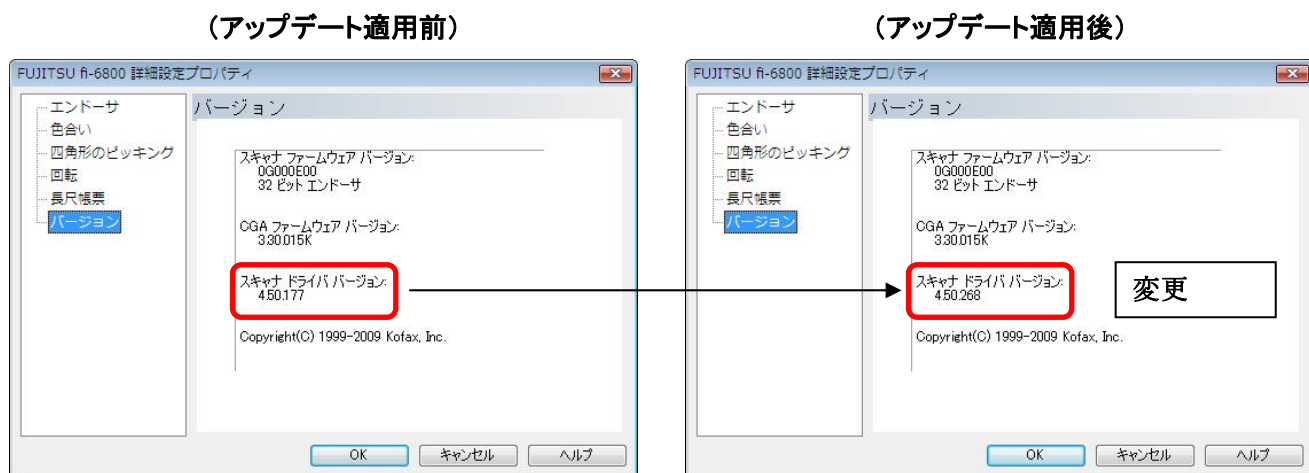 （アップデート適用前）
FUJITSU fi-6800 詳細設定プロパティ
エンドーサ
色合い
四角形のピッキング
回転
長尺帳票
バージョン
バージョン
スキャナ ファームウェア バージョン:
0G000E00
32 ビット エンドーサ
CGA ファームウェア バージョン:
3.30.015K
スキャナ ドライバ バージョン:
4.50.177
Copyright(C) 1999-2009 Kofax, Inc.
OK
キャンセル
ヘルプ
（アップデート適用後）
FUJITSU fi-6800 詳細設定プロパティ
エンドーサ
色合い
四角形のピッキング
回転
長尺帳票
バージョン
バージョン
スキャナ ファームウェア バージョン:
0G000E00
32 ビット エンドーサ
CGA ファームウェア バージョン:
3.30.015K
スキャナ ドライバ バージョン:
4.50.268
変更
Copyright(C) 1999-2009 Kofax, Inc.
OK
キャンセル
ヘルプ